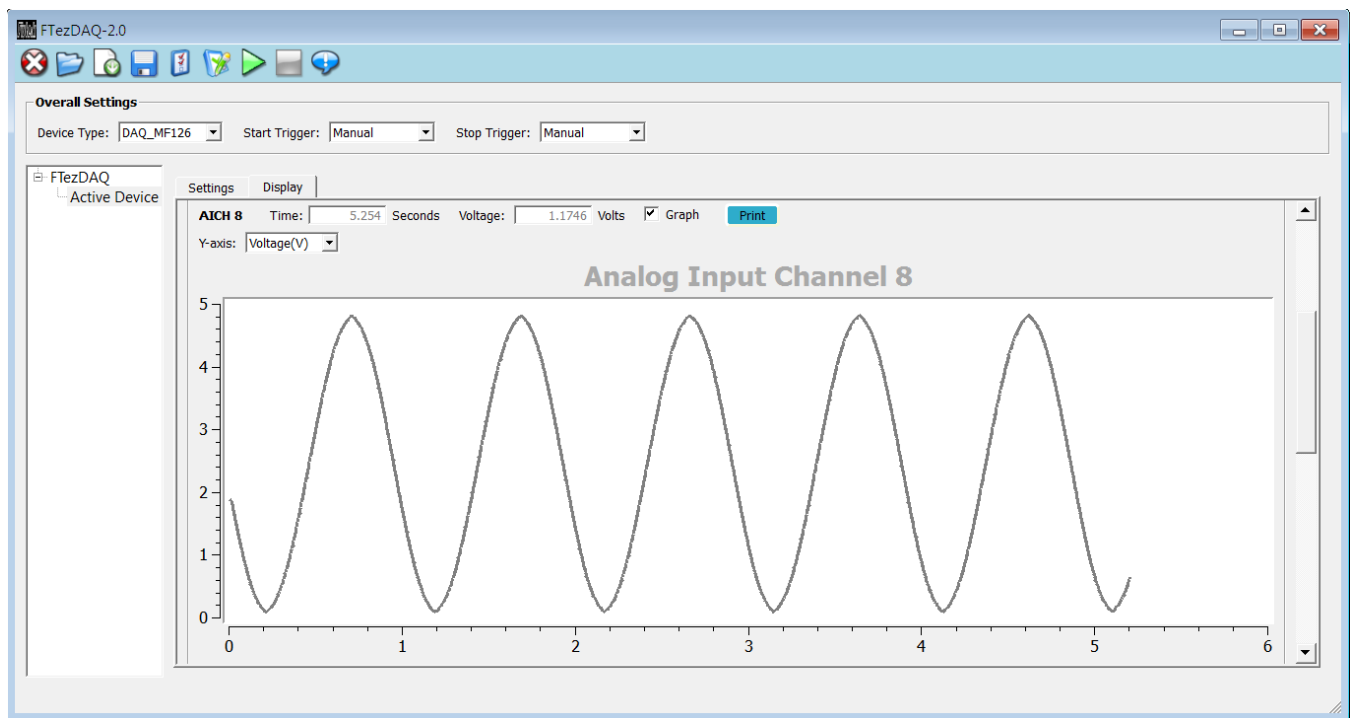 FTezDAQ-2.0
Overall Settings
Device Type: DAQ_MF126 Start Trigger: Manual Stop Trigger: Manual
FTezDAQ
Active Device
Settings Display
AICH 8 Time: 5.254 Seconds Voltage: 1.1746 Volts Graph Print
Y-axis: Voltage(V)
Analog Input Channel 8
5
4
3
2
1
0
0 1 2 3 4 5 6